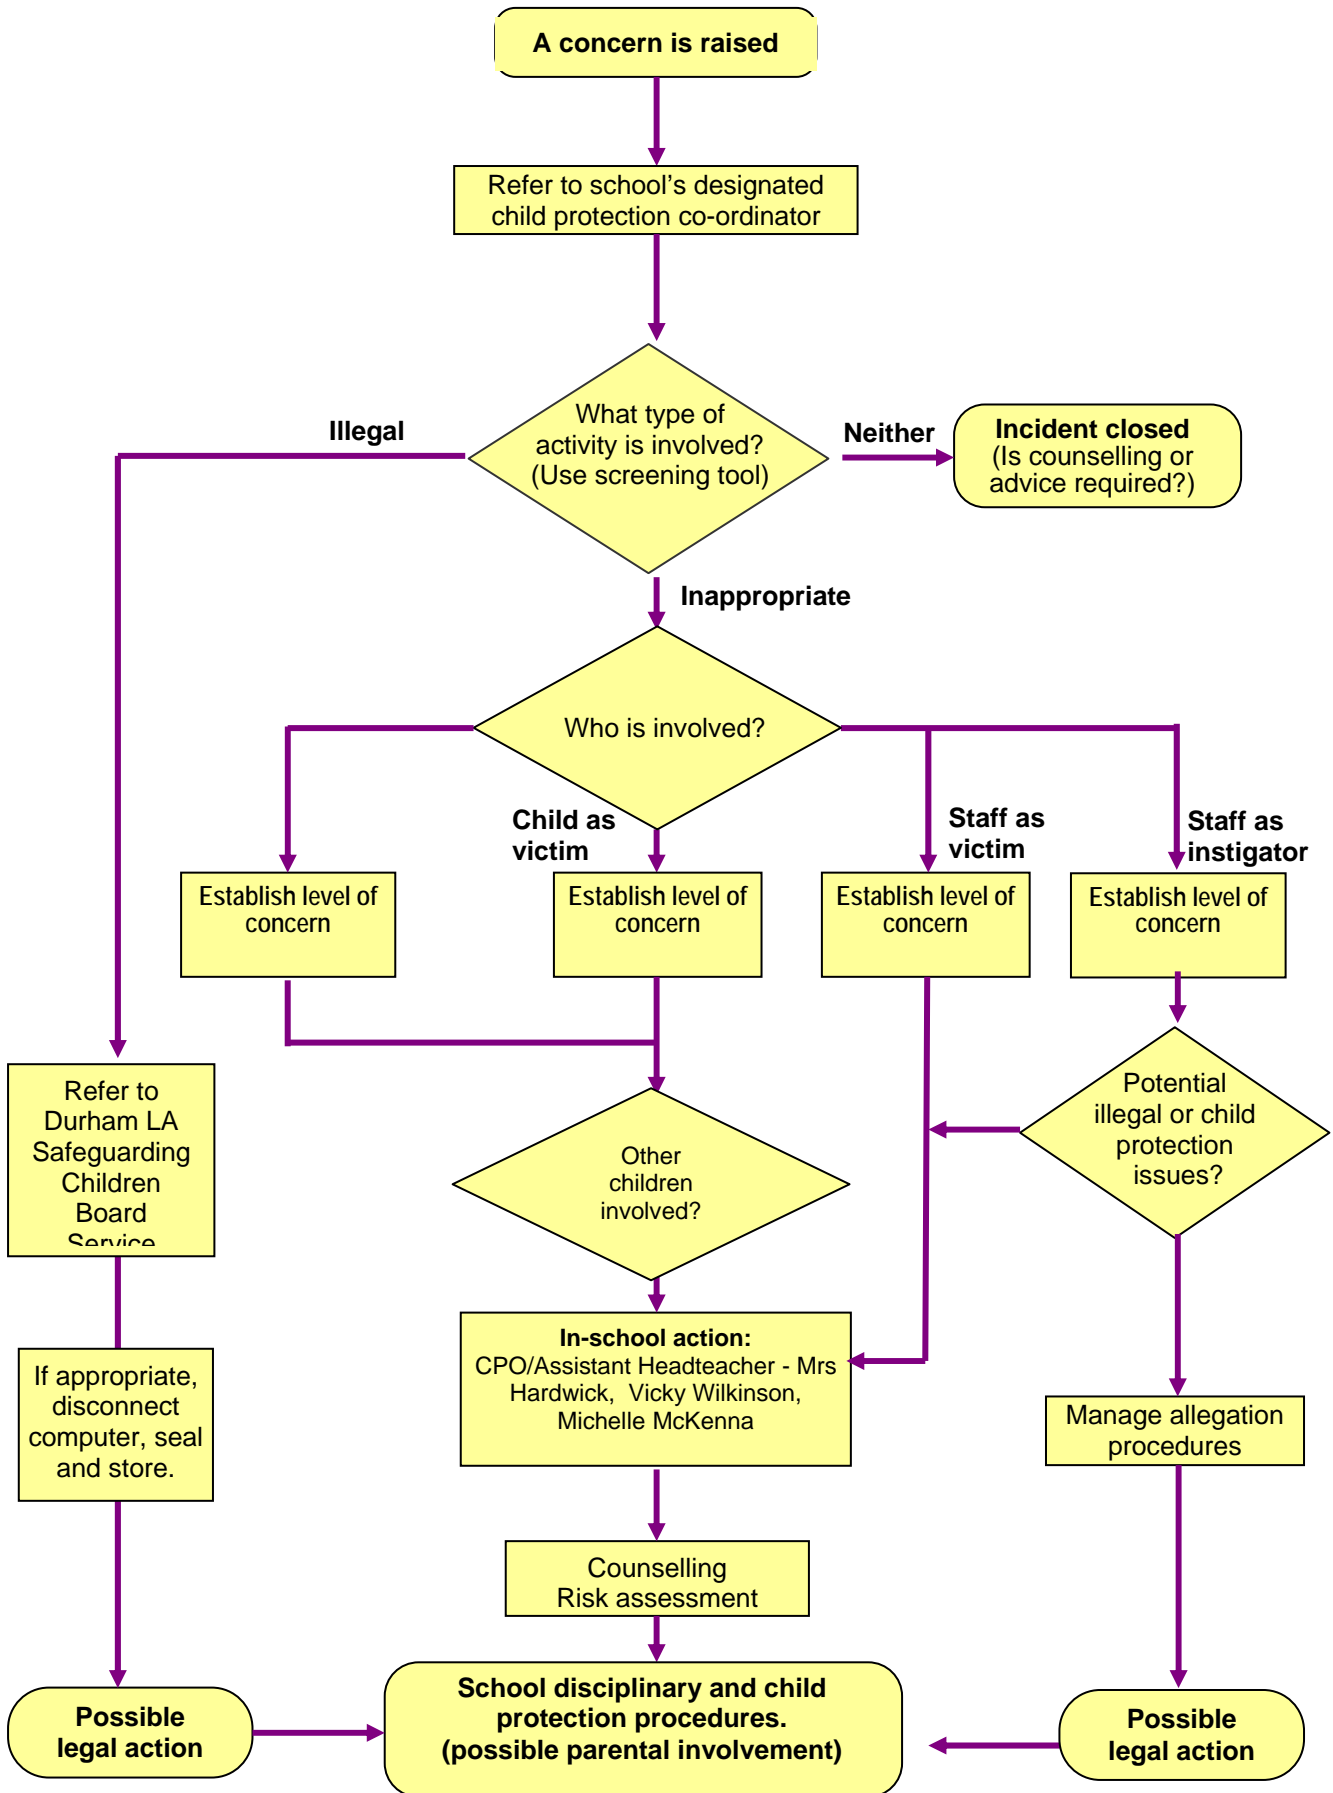 A concern is raised
Refer to school's designated
child protection co-ordinator
What type of
activity is involved?
(Use screening tool)
Illegal
Neither
Incident closed
(Is counselling or
advice required?)
Inappropriate
Who is involved?
Child as
victim
Staff as
victim
Staff as
instigator
Establish level of
concern
Establish level of
concern
Establish level of
concern
Establish level of
concern
Refer to
Durham LA
Safeguarding
Children
Board
Service
Other
children
involved?
Potential
illegal or child
protection
issues?
In-school action:
CPO/Assistant Headteacher - Mrs
Hardwick, Vicky Wilkinson,
Michelle McKenna
If appropriate,
disconnect
computer, seal
and store.
Manage allegation
procedures
Counselling
Risk assessment
Possible
legal action
School disciplinary and child
protection procedures.
(possible parental involvement)
Possible
legal action